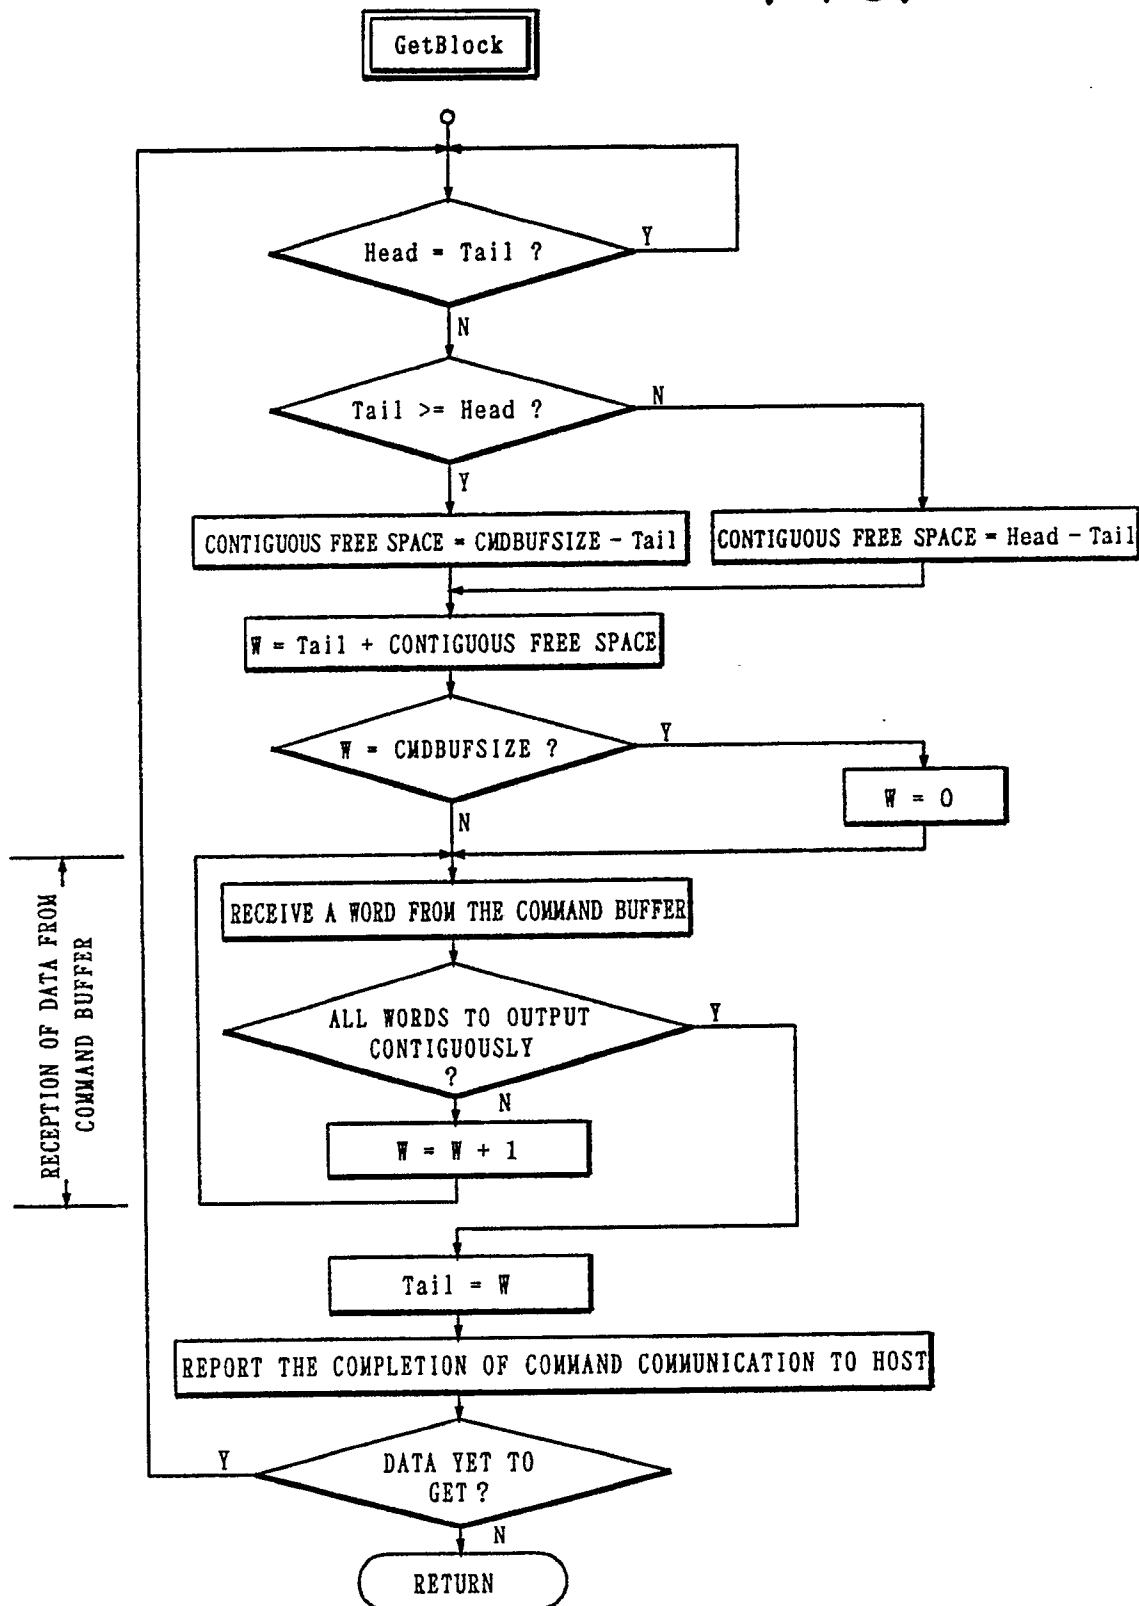 GetBlock
Head = Tail ?
Y
N
Tail >= Head ?
N
Y
CONTIGUOUS FREE SPACE = CMDBUFSIZE - Tail
CONTIGUOUS FREE SPACE = Head - Tail
W = Tail + CONTIGUOUS FREE SPACE
W = CMDBUFSIZE ?
Y
W = 0
N
RECEPTION OF DATA FROM
COMMAND BUFFER
RECEIVE A WORD FROM THE COMMAND BUFFER
ALL WORDS TO OUTPUT
CONTIGUOUSLY
?
Y
N
W = W + 1
Tail = W
REPORT THE COMPLETION OF COMMAND COMMUNICATION TO HOST
DATA YET TO
GET ?
Y
N
RETURN